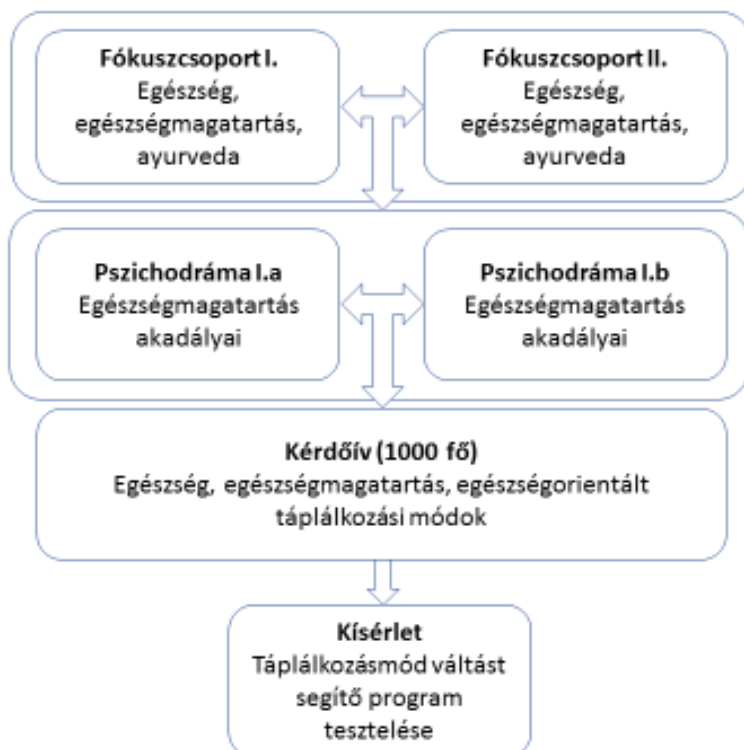 Fókuszcsoport I.
Egészség,
egészségmagatartás,
ayurveda
Fókuszcsoport II.
Egészség,
egészségmagatartás,
ayurveda
Pszichodráma I.a
Egészségmagatartás
akadályai
Pszichodráma I.b
Egészségmagatartás
akadályai
Kérdőív (1000 fő)
Egészség, egészségmagatartás, egészségorientált
táplálkozási módok
Kísérlet
Táplálkozásmód váltást
segítő program
tesztelése